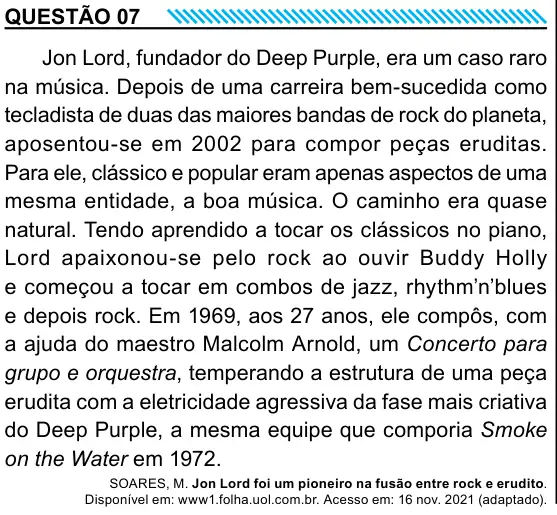 QUESTÃO 07
Jon Lord, fundador do Deep Purple, era um caso raro
na música. Depois de uma carreira bem-sucedida como
tecladista de duas das maiores bandas de rock do planeta,
aposentou-se em 2002 para compor peças eruditas.
Para ele, clássico e popular eram apenas aspectos de uma
mesma entidade, a boa música. O caminho era quase
natural. Tendo aprendido a tocar os clássicos no piano,
Lord apaixonou-se pelo rock ao ouvir Buddy Holly
e começou a tocar em combos de jazz, rhythm’n’blues
e depois rock. Em 1969, aos 27 anos, ele compôs, com
a ajuda do maestro Malcolm Arnold, um Concerto para
grupo e orquestra, temperando a estrutura de uma peça
erudita com a eletricidade agressiva da fase mais criativa
do Deep Purple, a mesma equipe que comporia Smoke
on the Water em 1972.
SOARES, M. Jon Lord foi um pioneiro na fusão entre rock e erudito.
Disponível em: www1.folha.uol.com.br. Acesso em: 16 nov. 2021 (adaptado).